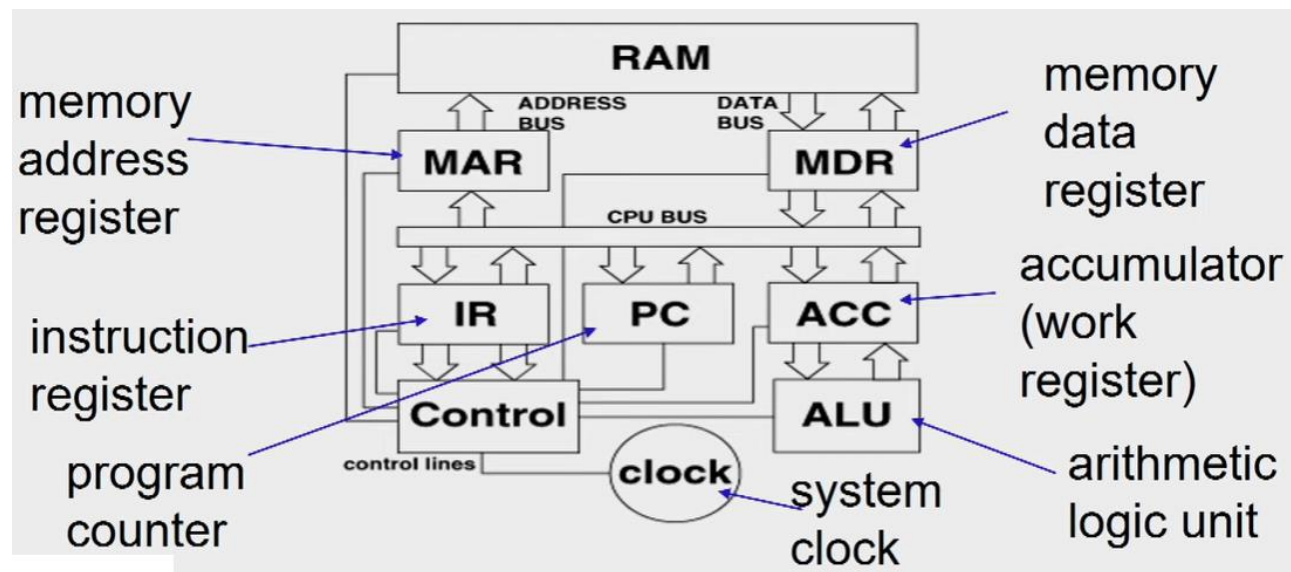 RAM
memory
address
register
ADDRESS
BUS
DATA
BUS
memory
data
register
MAR
MDR
CPU BUS
accumulator
(work
register)
IR
PC
ACC
instruction
register
Control
ALU
control lines
clock
program
counter
system
clock
arithmetic
logic unit